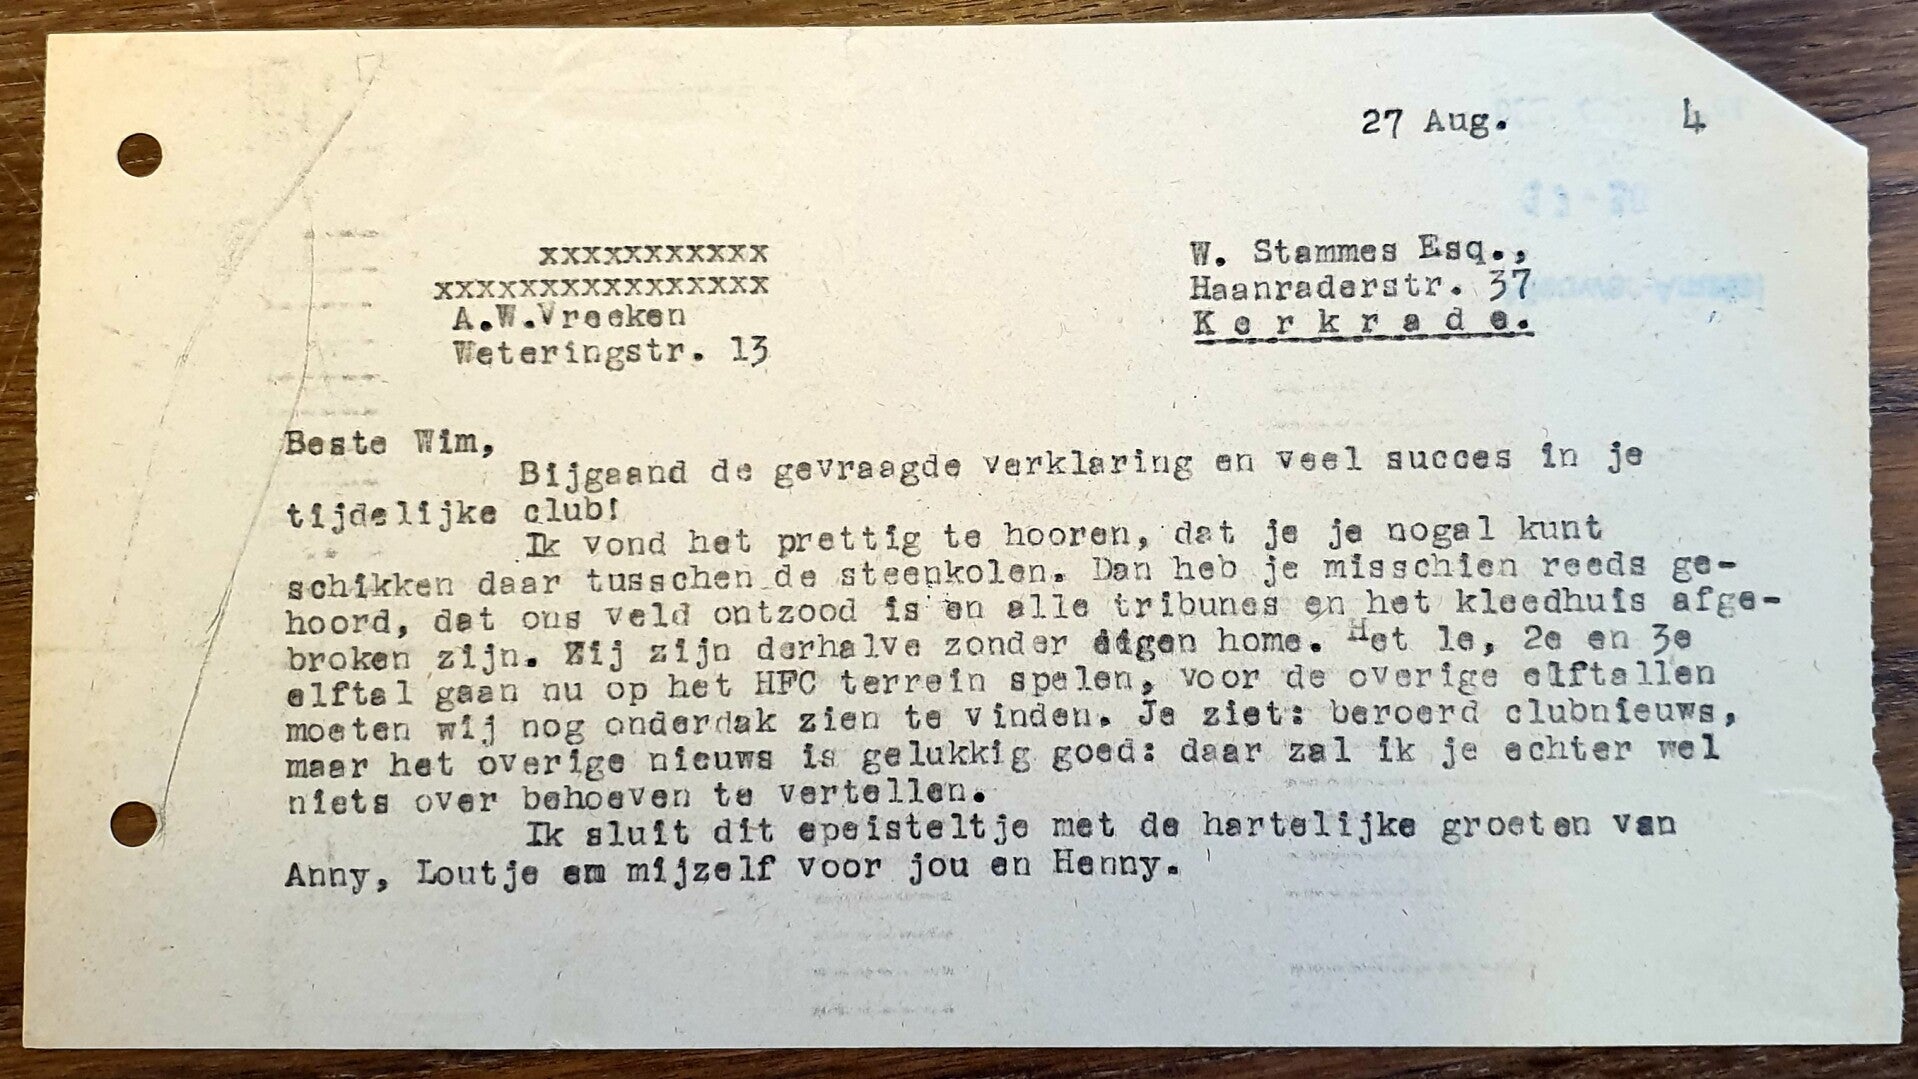 27 Aug. 4
xxxxxxxxxxx
xxxxxxxxxxxxxxxx
A.W.Vreeken
Weteringstr. 13
W. Stammes Esq.,
Haanraderstr. 37
K e r k r a d e.
Beste Wim,
Bijgaand de gevraagde verklaring en veel succes in je
tijdelijke club!
Ik vond het prettig te hooren, dat je je nogal kunt
schikken daar tusschen de steenkolen. Dan heb je misschien reeds ge-
hoord, dat ons veld ontzood is en alle tribunes en het kleedhuis afge-
broken zijn. Wij zijn derhalve zonder eigen home. Het 1e, 2e en 3e
elftal gaan nu op het HFC terrein spelen, voor de overige elftallen
moeten wij nog onderdak zien te vinden. Je ziet: beroerd clubnieuws,
maar het overige nieuws is gelukkig goed: daar zal ik je echter wel
niets over behoeven te vertellen.
Ik sluit dit epeisteltje met de hartelijke groeten van
Anny, Loutje en mijzelf voor jou en Henny.